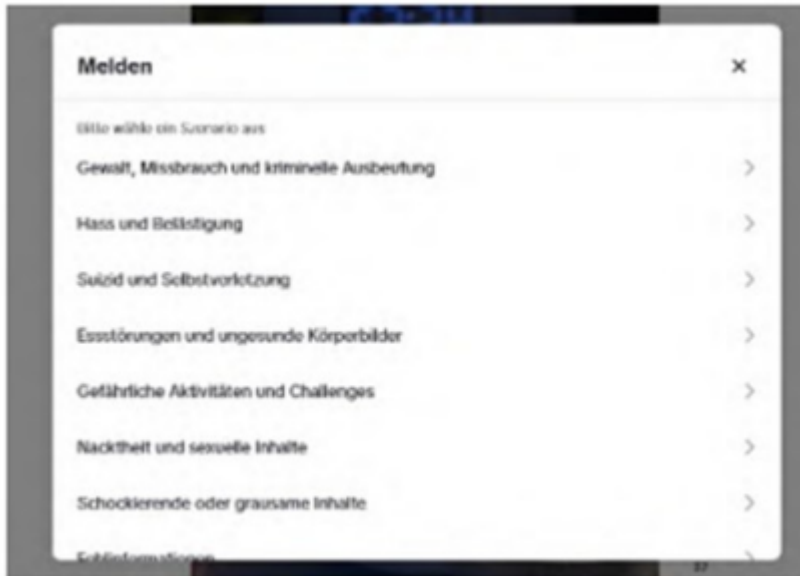 Melden
Bitte wähle ein Szenario aus
Gewalt, Missbrauch und kriminelle Ausbeutung
Hass und Belästigung
Suizid und Selbstverletzung
Essstörungen und ungesunde Körperbilder
Gefährliche Aktivitäten und Challenges
Nacktheit und sexuelle Inhalte
Schockierende oder grausame Inhalte
Fehlinformationen